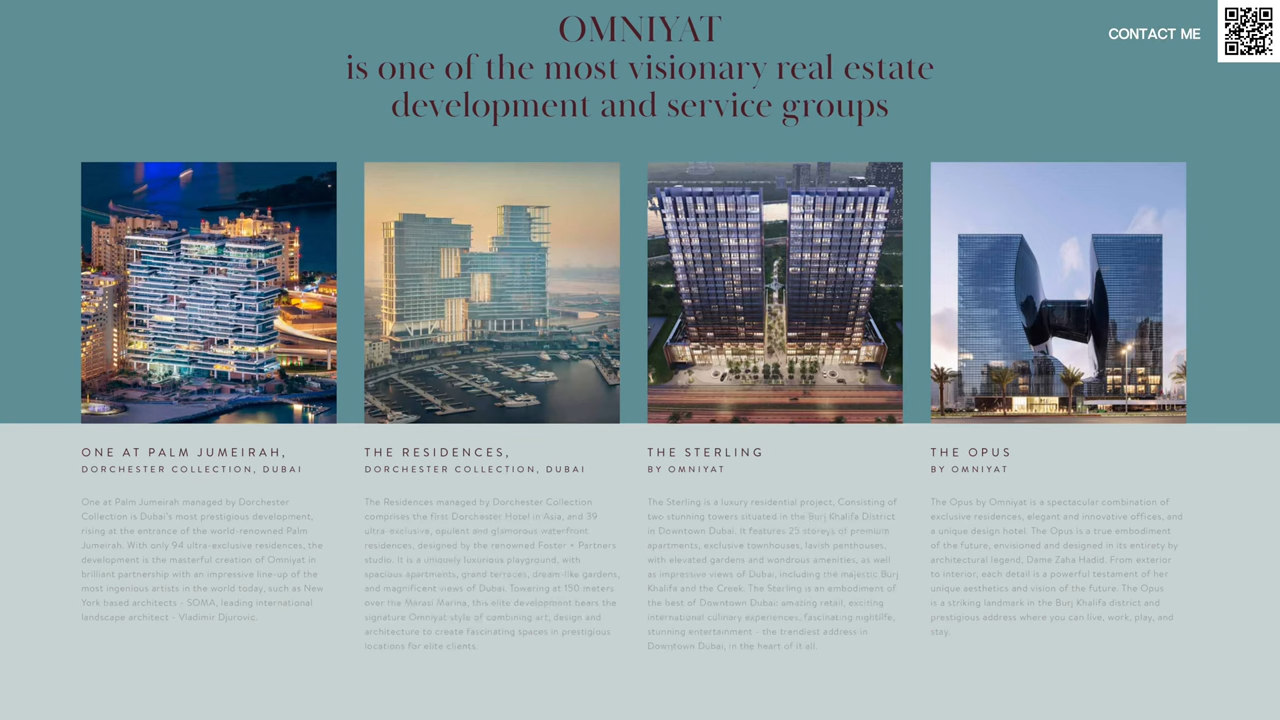 OMNIYAT
is one of the most visionary real estate
development and service groups
CONTACT ME
ONE AT PALM JUMEIRAH,
DORCHESTER COLLECTION, DUBAI
One at Palm Jumeirah managed by Dorchester
Collection is Dubai's most prestigious development,
rising at the entrance of the world-renowned Palm
Jumeirah. With only 94 ultra-exclusive residences, the
development is the masterful creation of Omniyat in
brilliant partnership with an impressive line-up of the
most ingenious artists in the world today, such as New
York based architects - SOMA, leading international
landscape architect - Vladimir Djurovic.
THE RESIDENCES,
DORCHESTER COLLECTION, DUBAI
The Residences managed by Dorchester Collection
comprises the first Dorchester Hotel in Asia, and 39
ultra-exclusive, opulent and glamorous waterfront
residences, designed by the renowned Foster + Partners
studio. It is a uniquely luxurious playground, with
spacious apartments, grand terraces, dream-like gardens,
and magnificent views of Dubai. Towering at 150 meters
over the Marasi Marina, this elite development bears the
signature Omniyat style of combining art, design and
architecture to create fascinating spaces in prestigious
locations for elite clients.
THE STERLING
BY OMNIYAT
The Sterling is a luxury residential project, Consisting of
two stunning towers situated in the Burj Khalifa District
in Downtown Dubai. It features 25 storeys of premium
apartments, exclusive townhouses, lavish penthouses,
with elevated gardens and wondrous amenities, as well
as impressive views of Dubai, including the majestic Burj
Khalifa and the Creek. The Sterling is an embodiment of
the best of Downtown Dubai: amazing retail, exciting
international culinary experiences, fascinating nightlife,
stunning entertainment - the trendiest address in
Downtown Dubai, in the heart of it all.
THE OPUS
BY OMNIYAT
The Opus by Omniyat is a spectacular combination of
exclusive residences, elegant and innovative offices, and
a unique design hotel. The Opus is a true embodiment
of the future, envisioned and designed in its entirety by
architectural legend, Dame Zaha Hadid. From exterior
to interior, each detail is a powerful testament of her
unique aesthetics and vision of the future. The Opus
is a striking landmark in the Burj Khalifa district and
prestigious address where you can live, work, play, and
stay.